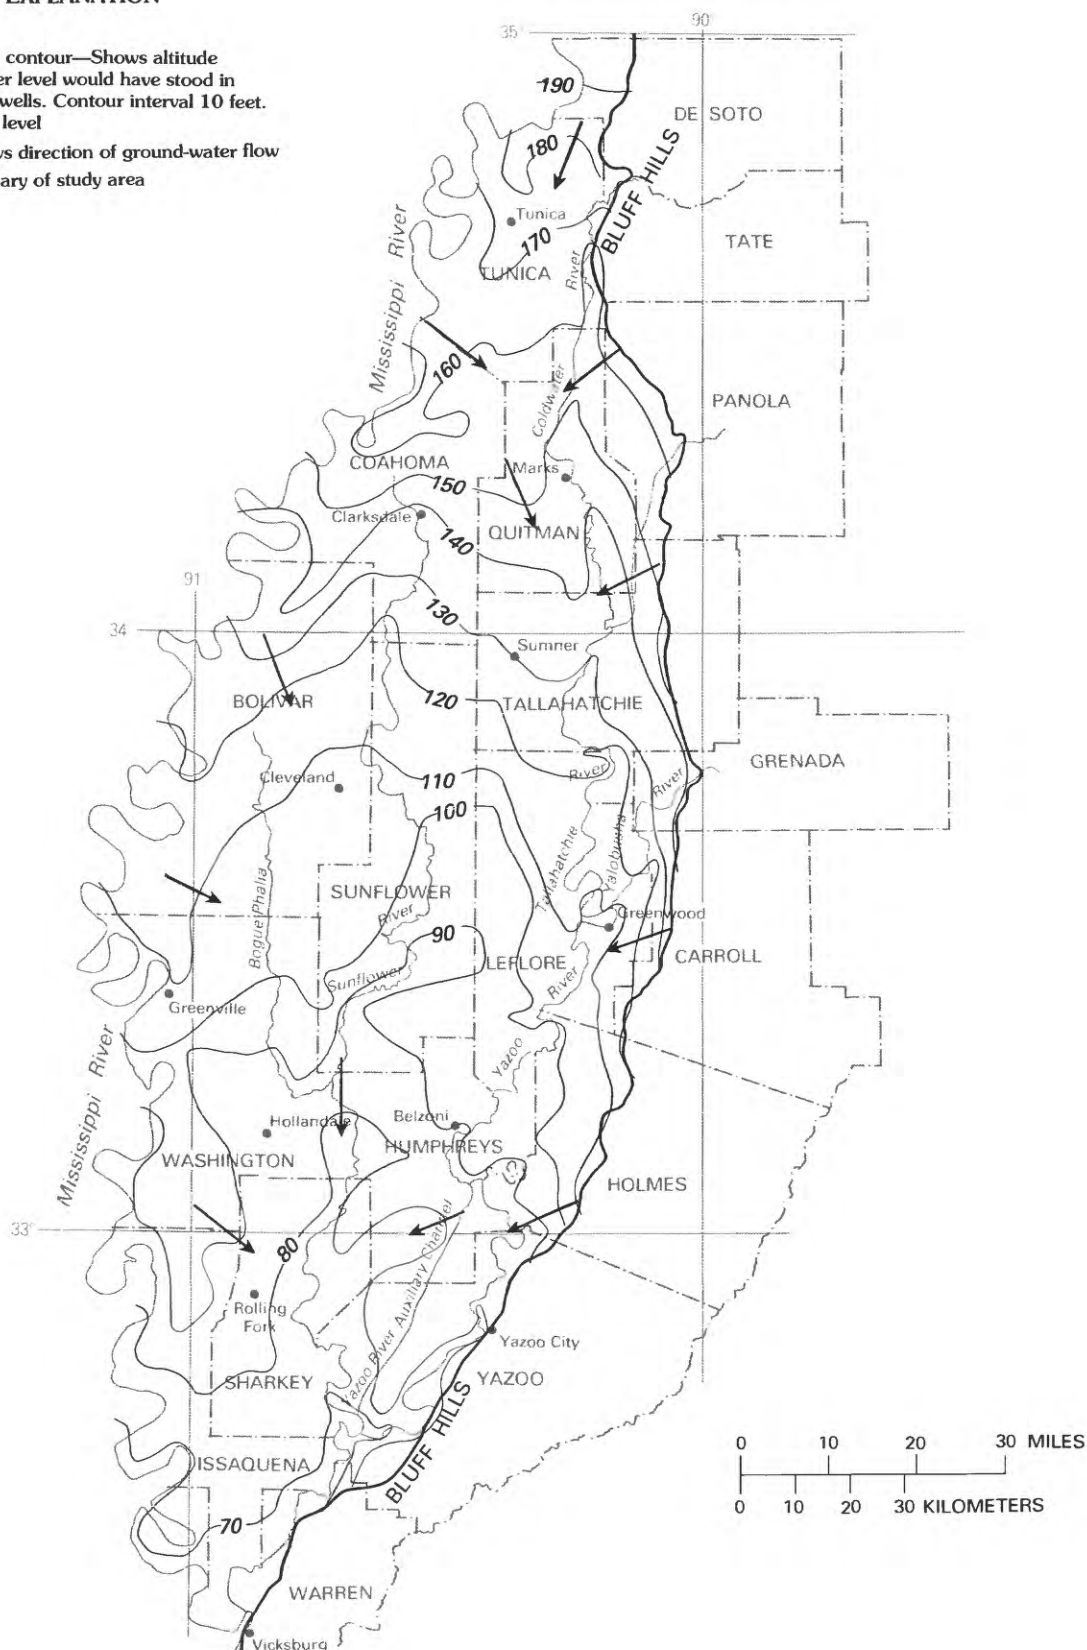 EXPLANATION
contour—Shows altitude
er level would have stood in
wells. Contour interval 10 feet.
level
vs direction of ground-water flow
ary of study area
35°
90°
190
DE SOTO
180
BLUFF HILLS
Tunica
170
TATE
TUNICA
River
Mississippi River
160
PANOLA
Coldwater
COAHOMA
Marks
150
Clarksdale
QUITMAN
140
91
130
34
Sumner
BOLIVAR
120
TALLAHATCHIE
GRENADA
River
River
Cleveland
110
100
Tallahatchie
Yalobusha
SUNFLOWER
River
Bogue Phalia
Greenwood
90
LEFLORE
CARROLL
Sunflower
River
Greenville
Yazoo
Mississippi River
Belzoni
Hollandale
HUMPHREYS
WASHINGTON
HOLMES
33°
80
Yazoo River Auxiliary Channel
Rolling
Fork
Yazoo City
SHARKEY
YAZOO
BLUFF HILLS
ISSAQUENA
0 10 20 30 MILES
0 10 20 30 KILOMETERS
70
WARREN
Vicksburg